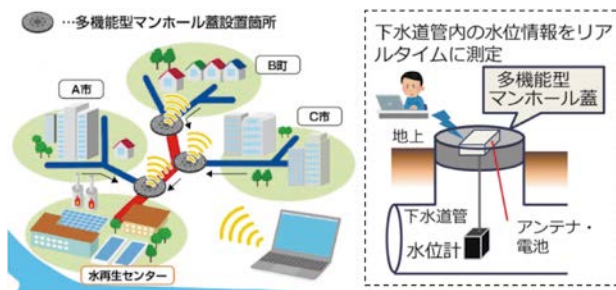 …多機能型マンホール蓋設置箇所
B町
A市
C市
水再生センター
下水道管内の水位情報をリア
ルタイムに測定
多機能型
マンホール蓋
地上
下水道管
水位計
アンテナ・
電池